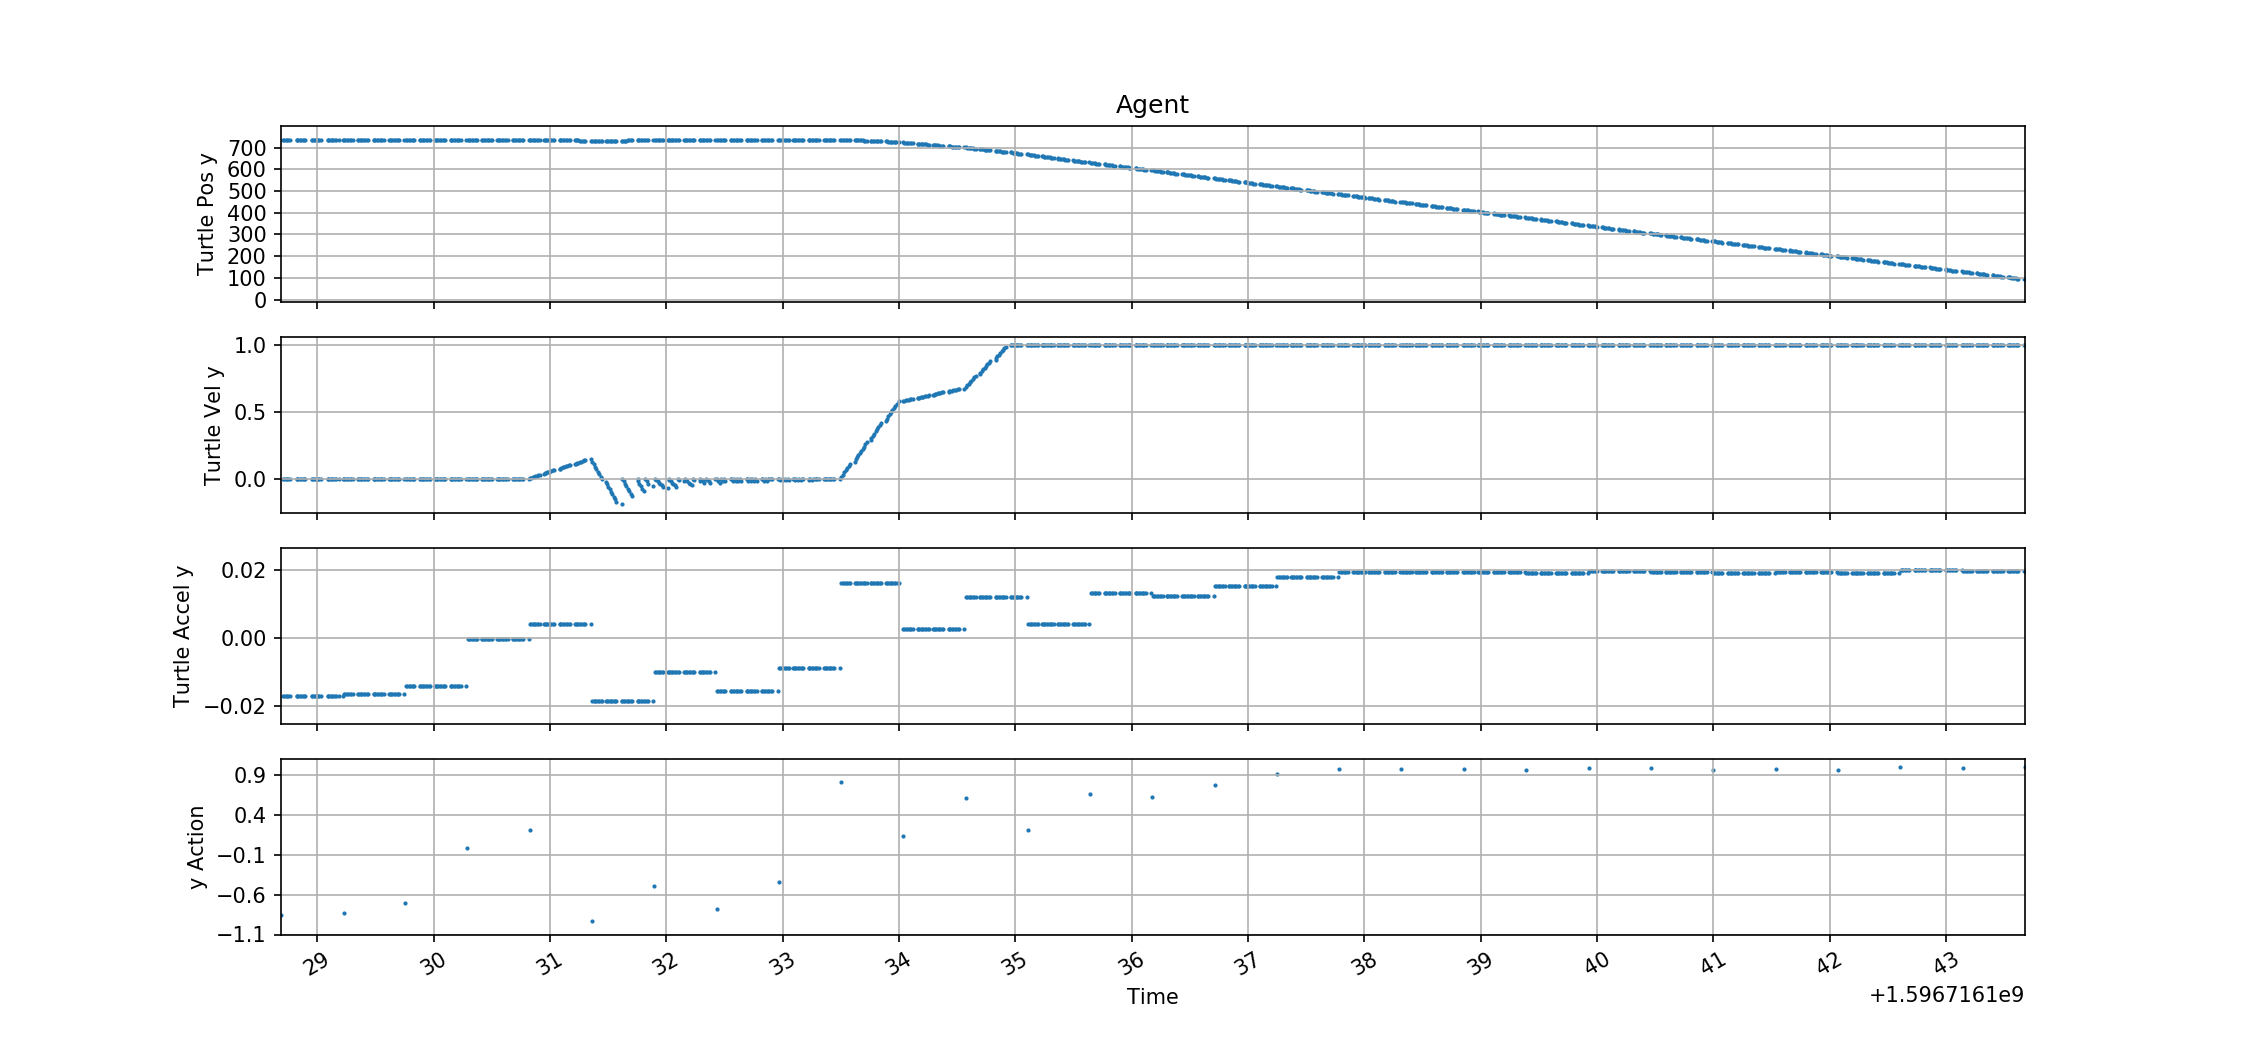 Agent
Turtle Pos y
700
600
500
400
300
200
100
0
Turtle Vel y
1.0
0.5
0.0
Turtle Accel y
0.02
0.00
−0.02
y Action
0.9
0.4
−0.1
−0.6
−1.1
29 30 31 32 33 34 35 36 37 38 39 40 41 42 43
Time
+1.5967161e9